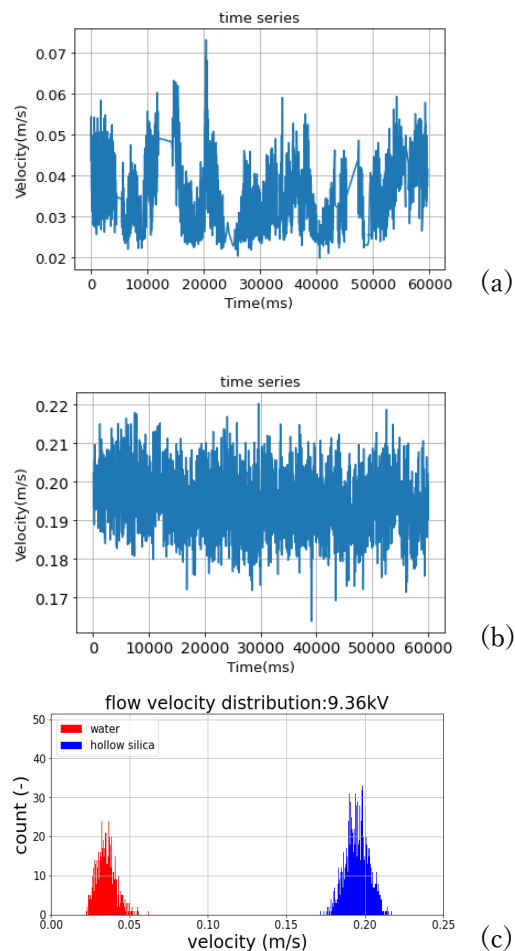 time series
0.07
0.06
0.05
0.04
0.03
0.02
Velocity(m/s)
0 10000 20000 30000 40000 50000 60000
Time(ms)
(a)
time series
0.22
0.21
0.20
0.19
0.18
0.17
Velocity(m/s)
0 10000 20000 30000 40000 50000 60000
Time(ms)
(b)
flow velocity distribution:9.36kV
50
40
30
20
10
0
count (-)
water
hollow silica
0.00 0.05 0.10 0.15 0.20 0.25
velocity (m/s)
(c)